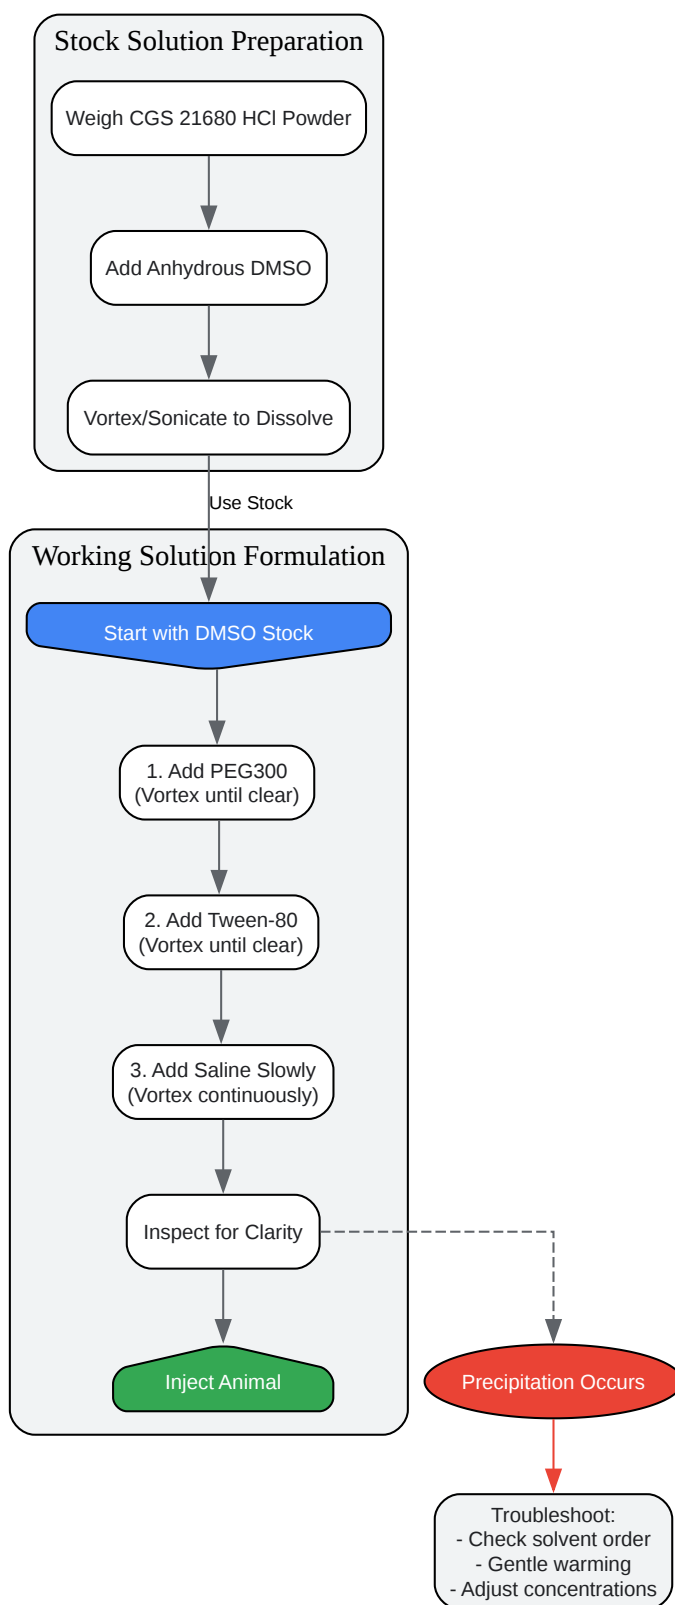 Stock Solution Preparation
Weigh CGS 21680 HCl Powder
Add Anhydrous DMSO
Vortex/Sonicate to Dissolve
Use Stock
Working Solution Formulation
Start with DMSO Stock
1. Add PEG300
(Vortex until clear)
2. Add Tween-80
(Vortex until clear)
3. Add Saline Slowly
(Vortex continuously)
Inspect for Clarity
Inject Animal
Precipitation Occurs
Troubleshoot:
- Check solvent order
- Gentle warming
- Adjust concentrations